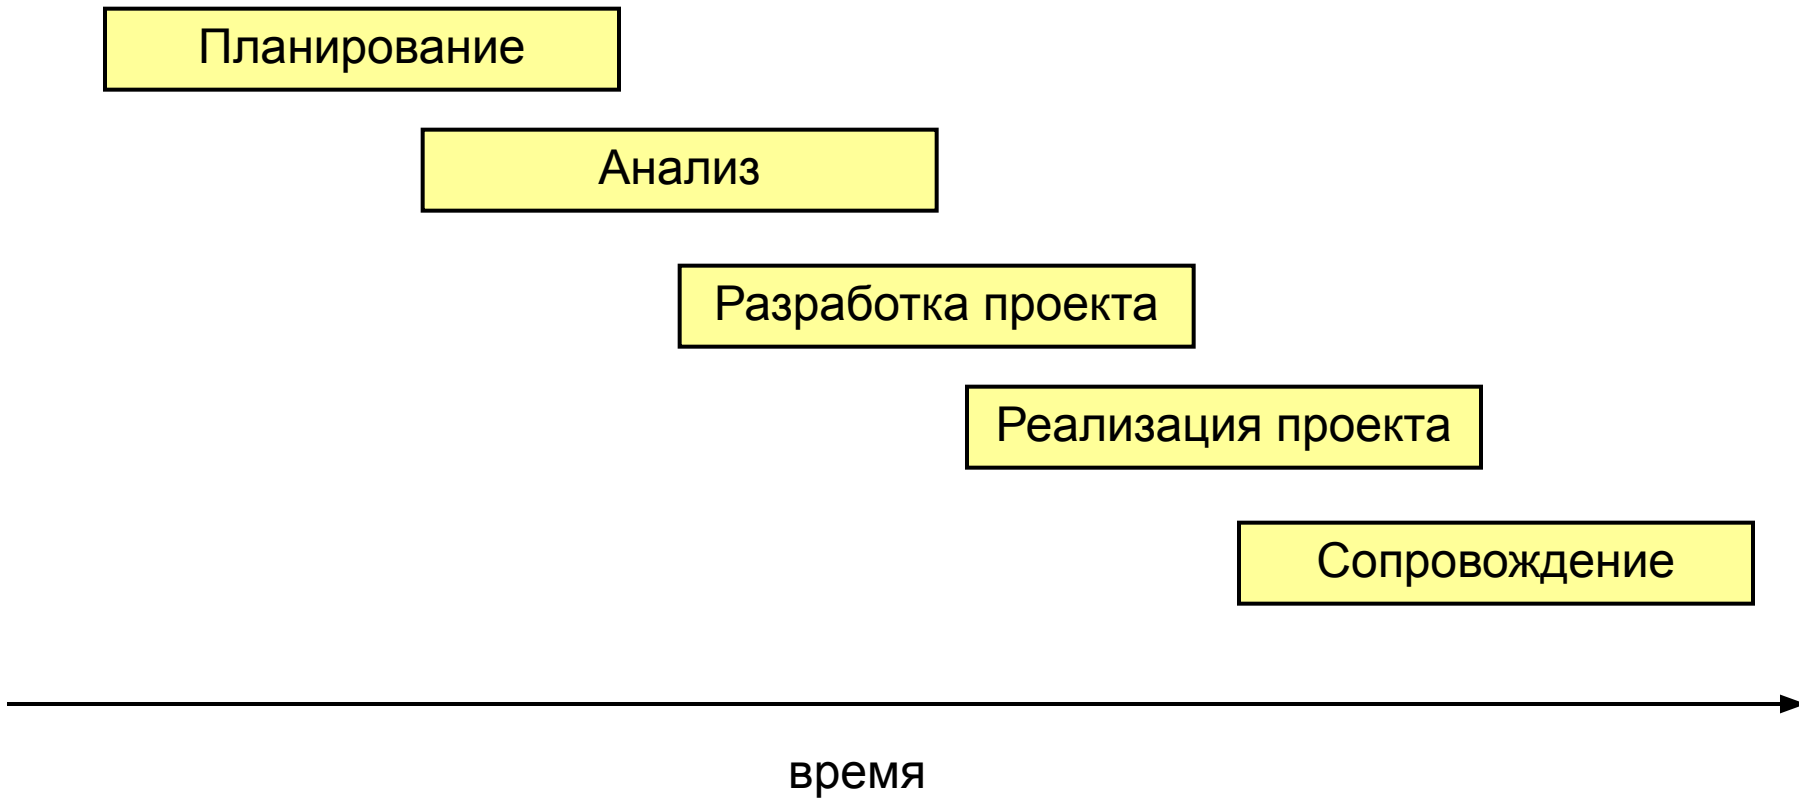 Планирование
Анализ
Разработка проекта
Реализация проекта
Сопровождение
время